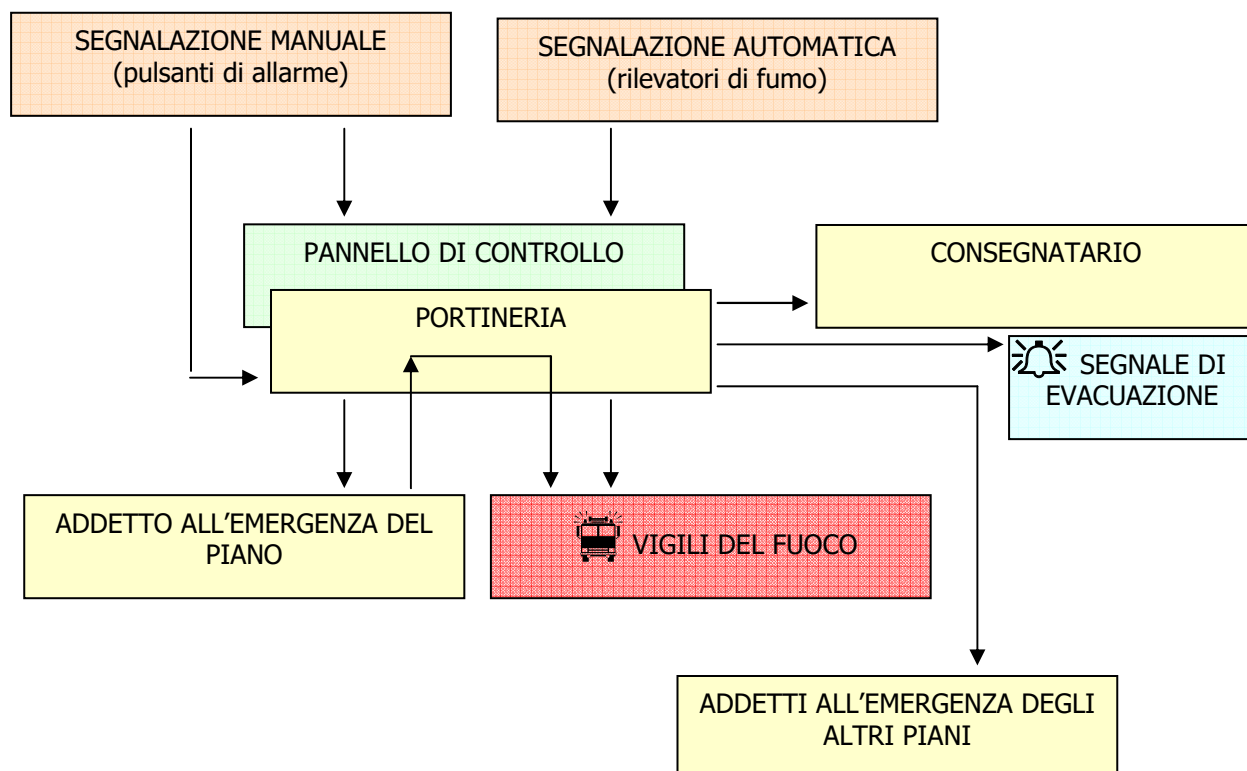 SEGNALAZIONE MANUALE
(pulsanti di allarme)
SEGNALAZIONE AUTOMATICA
(rilevatori di fumo)
PANNELLO DI CONTROLLO
CONSEGNATARIO
PORTINERIA
SEGNALE DI
EVACUAZIONE
ADDETTO ALL’EMERGENZA DEL
PIANO
VIGILI DEL FUOCO
ADDETTI ALL’EMERGENZA DEGLI
ALTRI PIANI